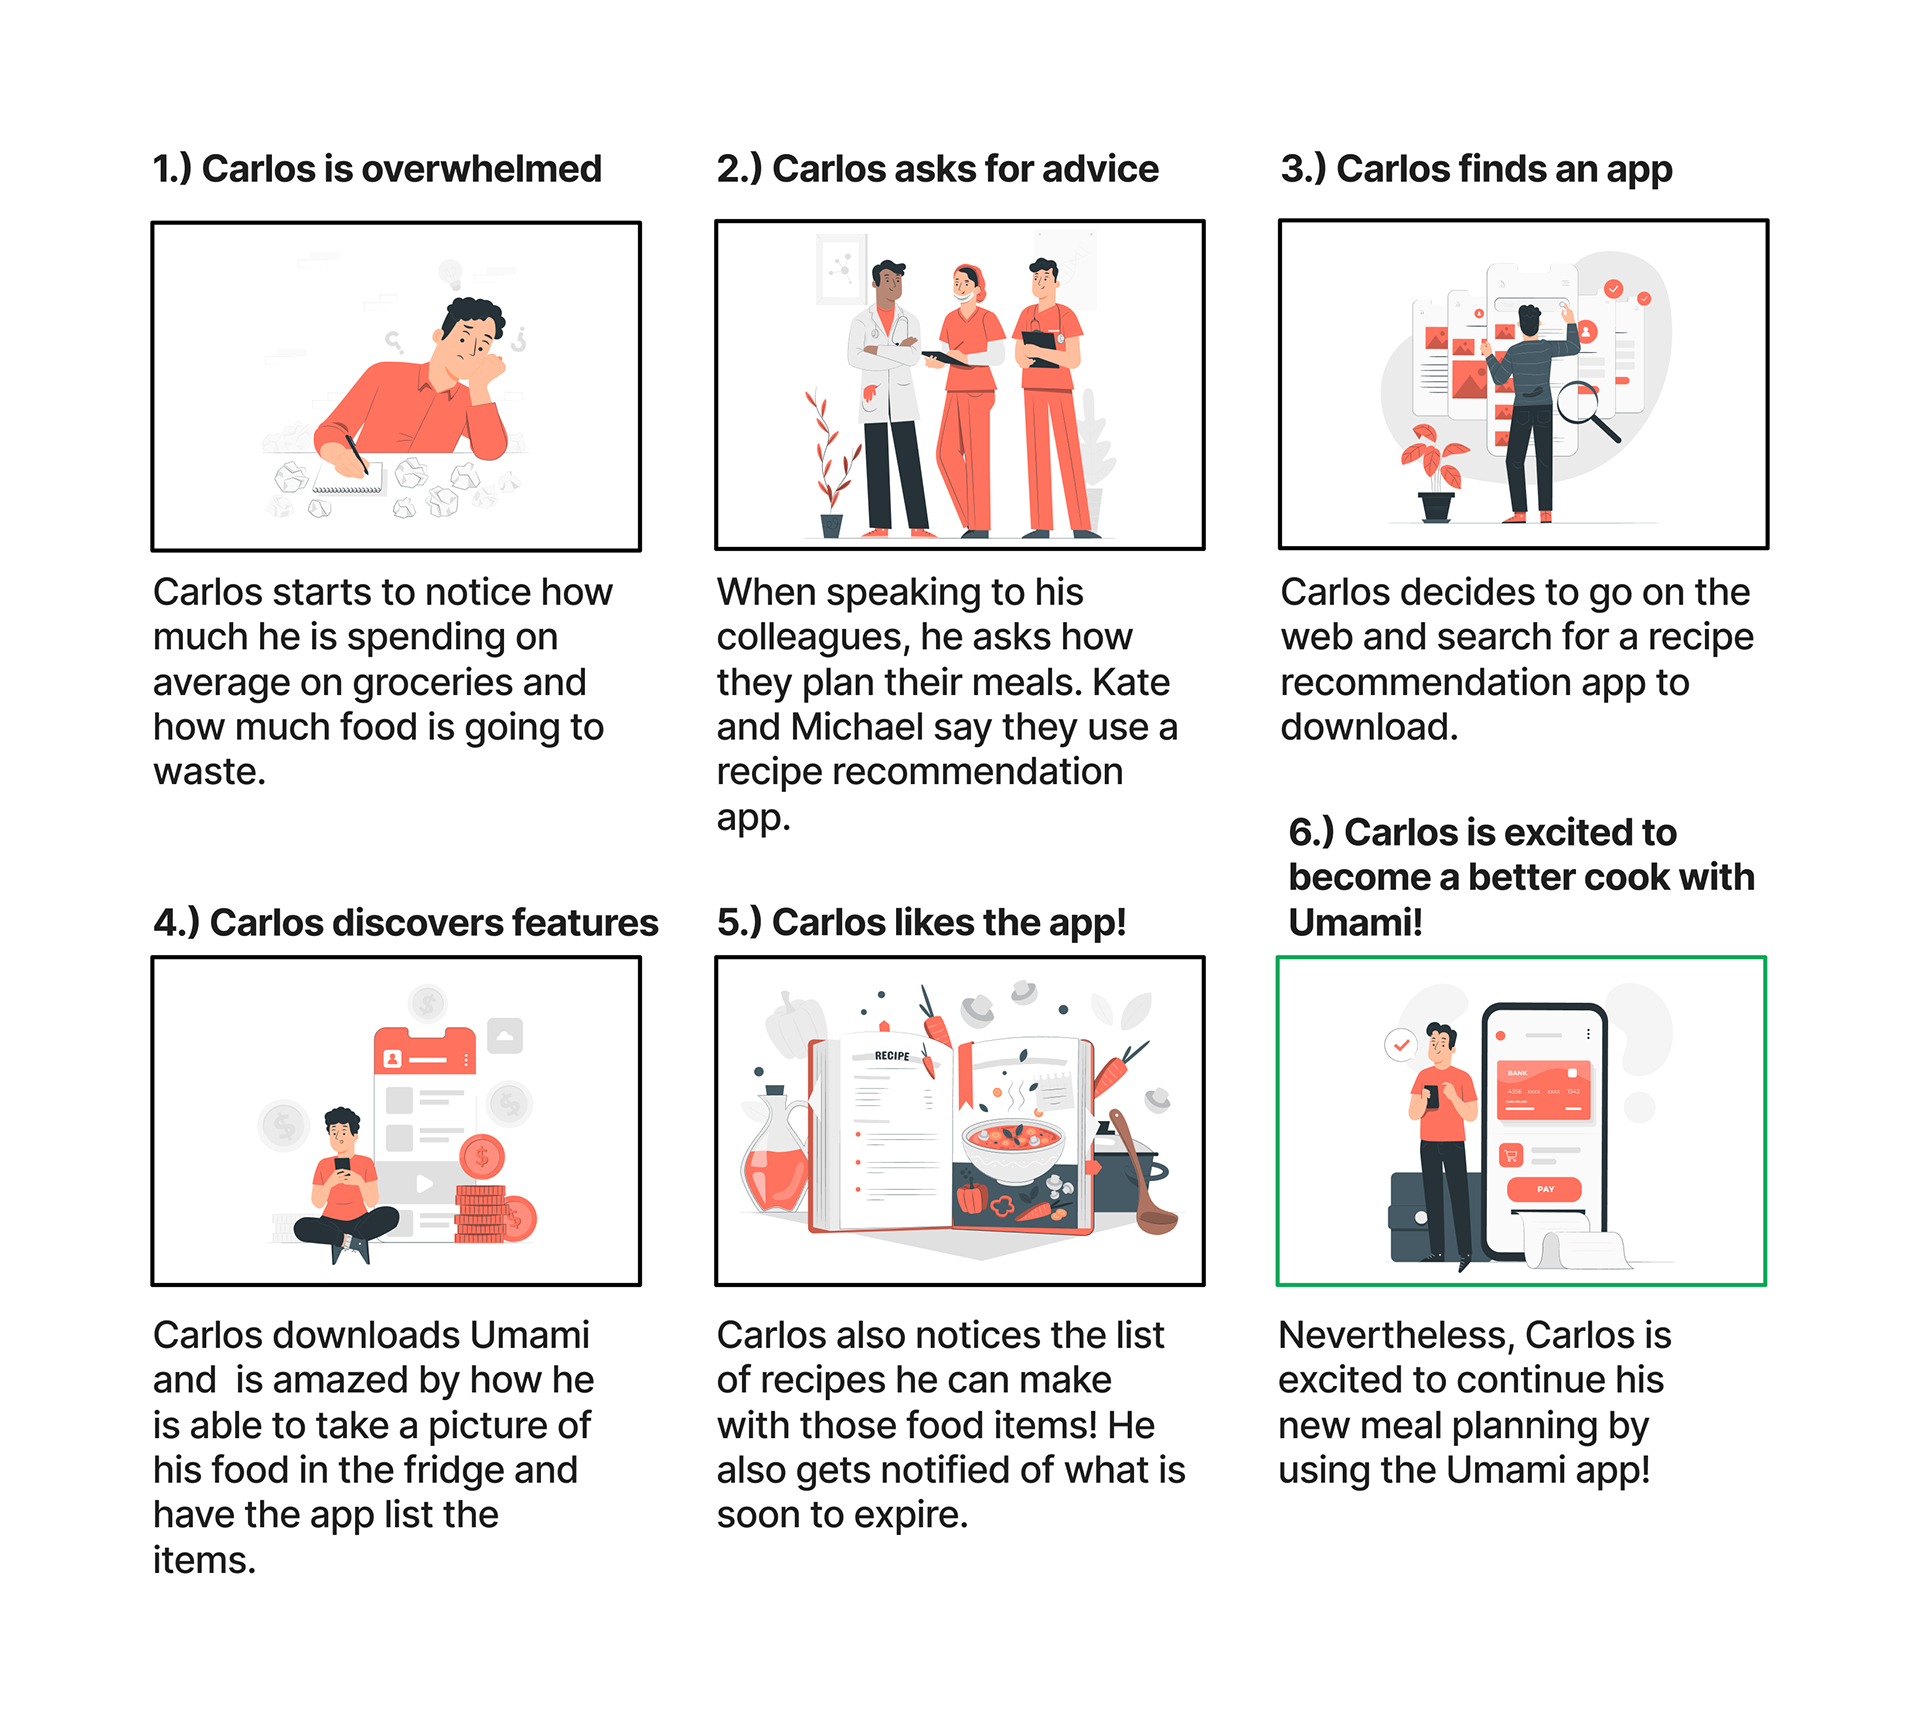 1.) Carlos is overwhelmed
Carlos starts to notice how
much he is spending on
average on groceries and
how much food is going to
waste.
2.) Carlos asks for advice
When speaking to his
colleagues, he asks how
they plan their meals. Kate
and Michael say they use a
recipe recommendation
app.
3.) Carlos finds an app
Carlos decides to go on the
web and search for a recipe
recommendation app to
download.
4.) Carlos discovers features
Carlos downloads Umami
and  is amazed by how he
is able to take a picture of
his food in the fridge and
have the app list the
items.
5.) Carlos likes the app!
RECIPE
Carlos also notices the list
of recipes he can make
with those food items! He
also gets notified of what is
soon to expire.
6.) Carlos is excited to
become a better cook with
Umami!
BANK
4356 xxxx xxxx 1342
PAY
Nevertheless, Carlos is
excited to continue his
new meal planning by
using the Umami app!